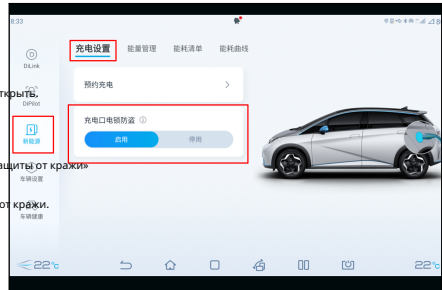 8:33
充电设置 能量管理 能耗清单 能耗曲线
DiLink
预约充电
ткрыть.
DiPilot
充电口电锁防盗
启用 停用
新能源
ащиты от кражи»
车辆设置
от кражи.
车辆健康
22°c 22°c